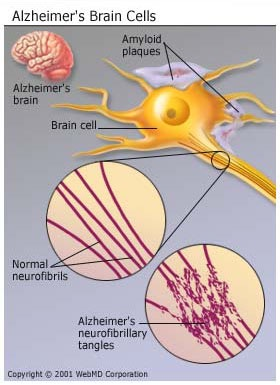 Alzheimer's Brain Cells
Amyloid
plaques
Alzheimer's
brain
Brain cell
Normal
neurofibrils
Alzheimer's
neurofibrillary
tangles
Copyright © 2001 WebMD Corporation